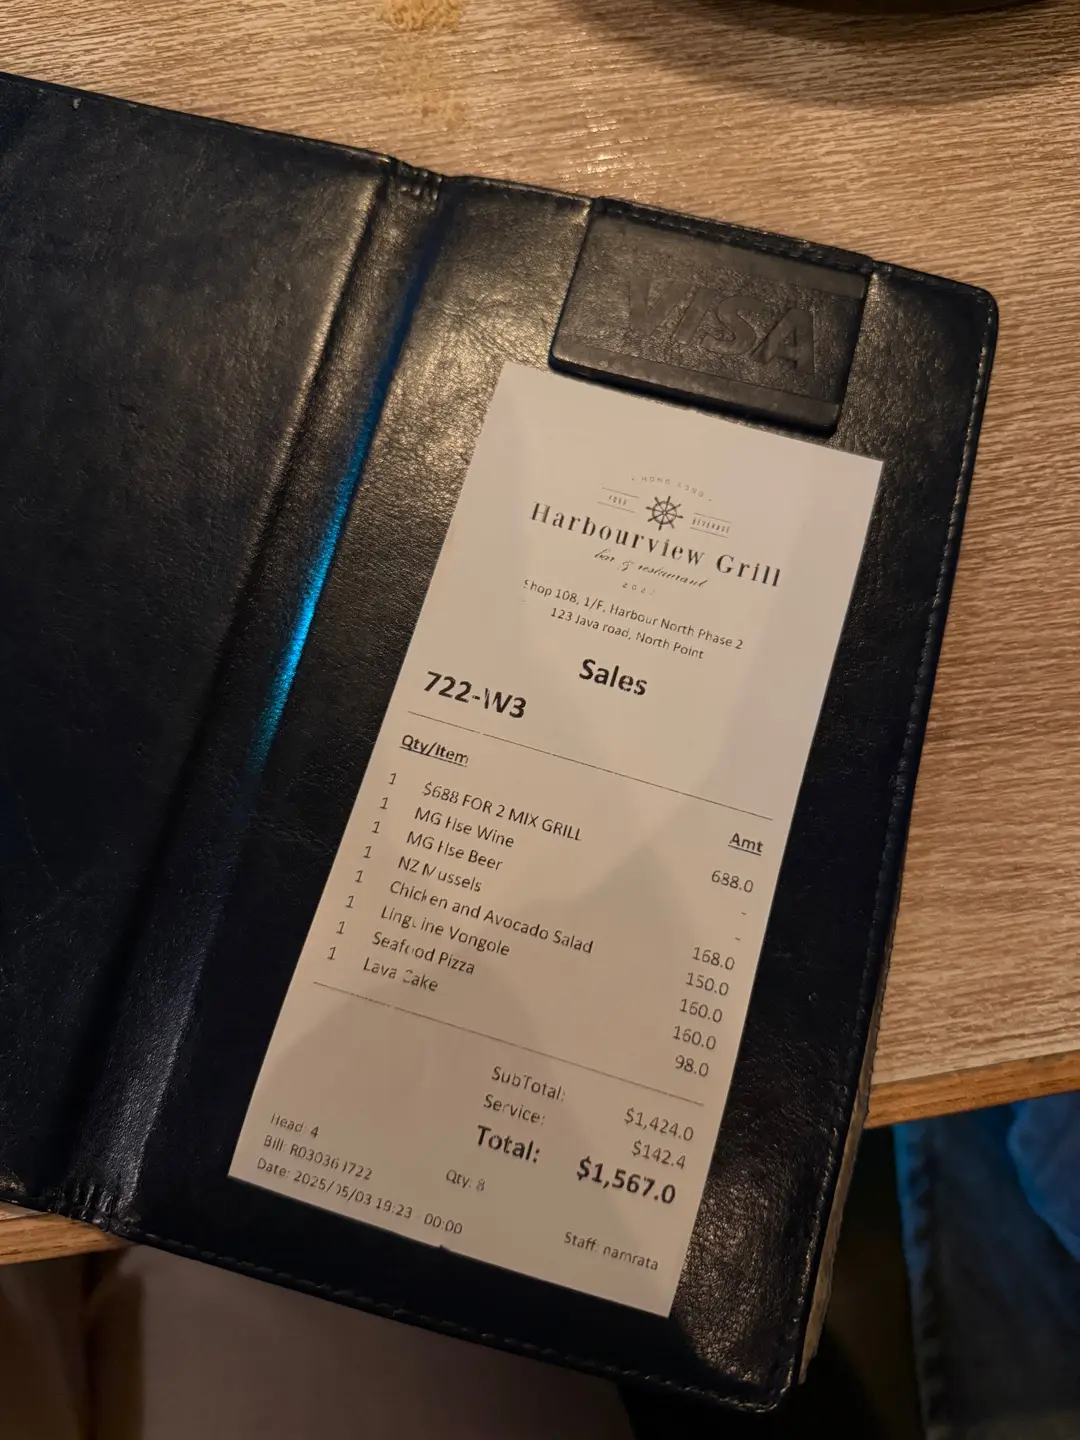 VISA
HONG KONG
FOOD BEVERAGE
Harbourview Grill
bar & restaurant
Shop 108, 1/F, Harbour North Phase 2
123 Java road, North Point
Sales
722-W3
Qty/Item Amt
1 $688 FOR 2 MIX GRILL 688.0
1 MG Hse Wine -
1 MG Hse Beer -
1 NZ Mussels 168.0
1 Chicken and Avocado Salad 150.0
1 Linguine Vongole 160.0
1 Seafood Pizza 160.0
1 Lava Cake 98.0
SubTotal: $1,424.0
Service: $142.4
Total: $1,567.0
Head: 4
Bill: Qty: 8
Date: 2025/05/03 19:23 - 00:00 Staff: namrata